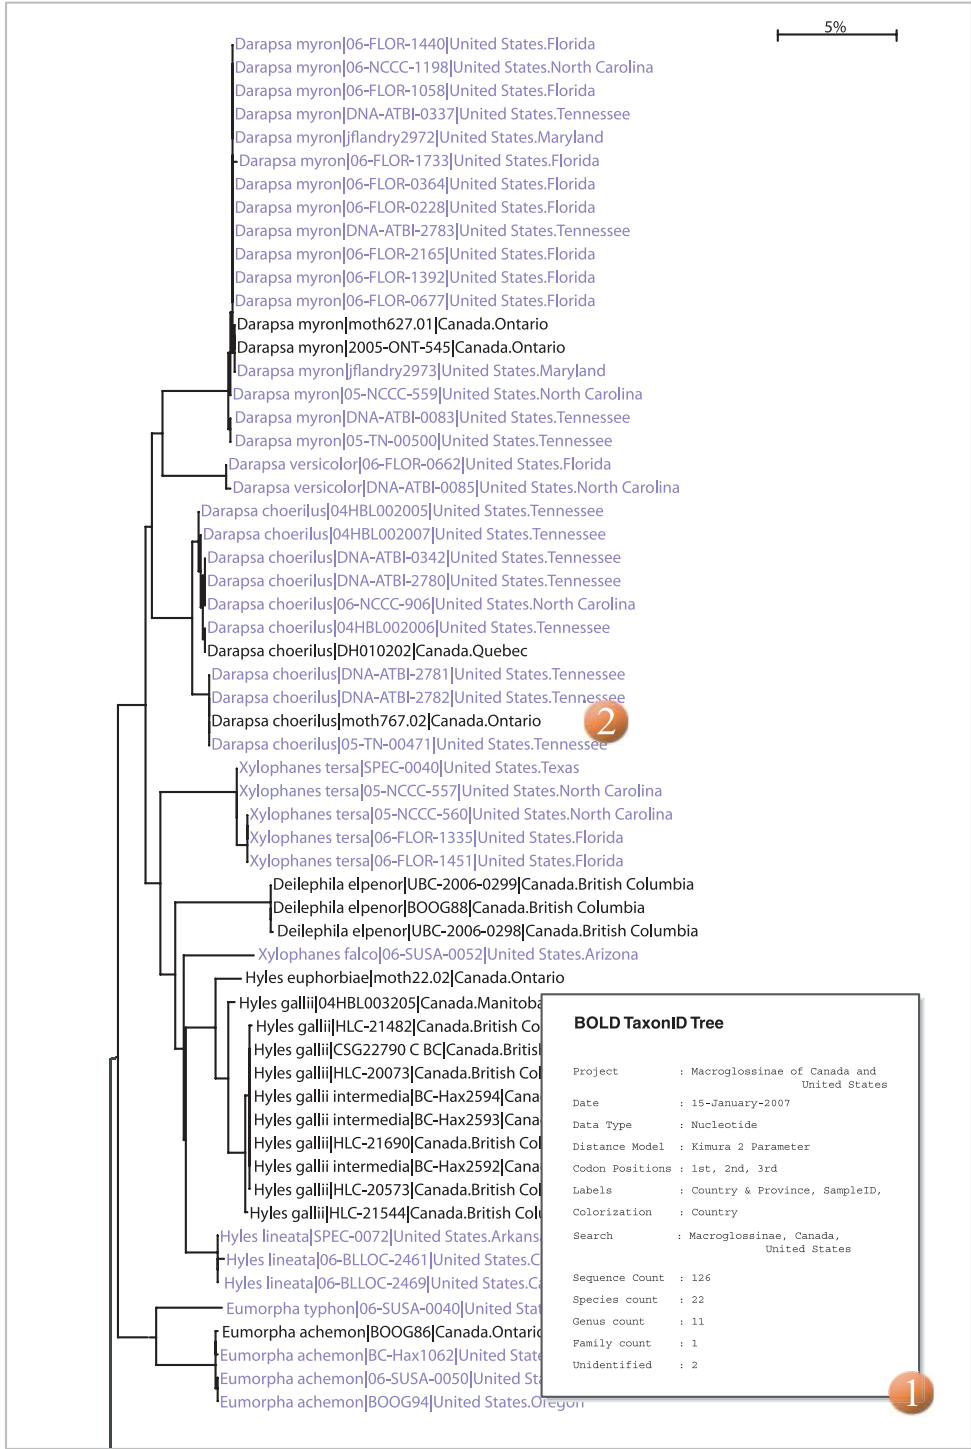 5%
Darapsa myron|06-FLOR-1440|United States.Florida
Darapsa myron|06-NCCC-1198|United States.North Carolina
Darapsa myron|06-FLOR-1058|United States.Florida
Darapsa myron|DNA-ATBI-0337|United States.Tennessee
Darapsa myron|jflandry2972|United States.Maryland
Darapsa myron|06-FLOR-1733|United States.Florida
Darapsa myron|06-FLOR-0364|United States.Florida
Darapsa myron|06-FLOR-0228|United States.Florida
Darapsa myron|DNA-ATBI-2783|United States.Tennessee
Darapsa myron|06-FLOR-2165|United States.Florida
Darapsa myron|06-FLOR-1392|United States.Florida
Darapsa myron|06-FLOR-0677|United States.Florida
Darapsa myron|moth627.01|Canada.Ontario
Darapsa myron|2005-ONT-545|Canada.Ontario
Darapsa myron|jflandry2973|United States.Maryland
Darapsa myron|05-NCCC-559|United States.North Carolina
Darapsa myron|DNA-ATBI-0083|United States.Tennessee
Darapsa myron|05-TN-00500|United States.Tennessee
Darapsa versicolor|06-FLOR-0662|United States.Florida
Darapsa versicolor|DNA-ATBI-0085|United States.North Carolina
Darapsa choerilus|04HBL002005|United States.Tennessee
Darapsa choerilus|04HBL002007|United States.Tennessee
Darapsa choerilus|DNA-ATBI-0342|United States.Tennessee
Darapsa choerilus|DNA-ATBI-2780|United States.Tennessee
Darapsa choerilus|06-NCCC-906|United States.North Carolina
Darapsa choerilus|04HBL002006|United States.Tennessee
Darapsa choerilus|DH010202|Canada.Quebec
Darapsa choerilus|DNA-ATBI-2781|United States.Tennessee
Darapsa choerilus|DNA-ATBI-2782|United States.Tennessee
Darapsa choerilus|moth767.02|Canada.Ontario
2
Darapsa choerilus|05-TN-00471|United States.Tennessee
Xylophanes tersa|SPEC-0040|United States.Texas
Xylophanes tersa|05-NCCC-557|United States.North Carolina
Xylophanes tersa|05-NCCC-560|United States.North Carolina
Xylophanes tersa|06-FLOR-1335|United States.Florida
Xylophanes tersa|06-FLOR-1451|United States.Florida
Deilephila elpenor|UBC-2006-0299|Canada.British Columbia
Deilephila elpenor|BOOG88|Canada.British Columbia
Deilephila elpenor|UBC-2006-0298|Canada.British Columbia
Xylophanes falco|06-SUSA-0052|United States.Arizona
Hyles euphorbiae|moth22.02|Canada.Ontario
Hyles gallii|04HBL003205|Canada.Manitoba
Hyles gallii|HLC-21482|Canada.British Co
Hyles gallii|CSG22790 C BC|Canada.British
Hyles gallii|HLC-20073|Canada.British Col
Hyles gallii intermedia|BC-Hax2594|Cana
Hyles gallii intermedia|BC-Hax2593|Cana
Hyles gallii|HLC-21690|Canada.British Col
Hyles gallii intermedia|BC-Hax2592|Cana
Hyles gallii|HLC-20573|Canada.British Col
Hyles gallii|HLC-21544|Canada.British Colu
Hyles lineata|SPEC-0072|United States.Arkans
Hyles lineata|06-BLLOC-2461|United States.C
Hyles lineata|06-BLLOC-2469|United States.Ca
Eumorpha typhon|06-SUSA-0040|United Stat
Eumorpha achemon|BOOG86|Canada.Ontario
Eumorpha achemon|BC-Hax1062|United State
Eumorpha achemon|06-SUSA-0050|United Sta
Eumorpha achemon|BOOG94|United States.Oregon
BOLD TaxonID Tree
Project : Macroglossinae of Canada and
United States
Date : 15-January-2007
Data Type : Nucleotide
Distance Model : Kimura 2 Parameter
Codon Positions : 1st, 2nd, 3rd
Labels : Country & Province, SampleID,
Colorization : Country
Search : Macroglossinae, Canada,
United States
Sequence Count : 126
Species count : 22
Genus count : 11
Family count : 1
Unidentified : 2
1